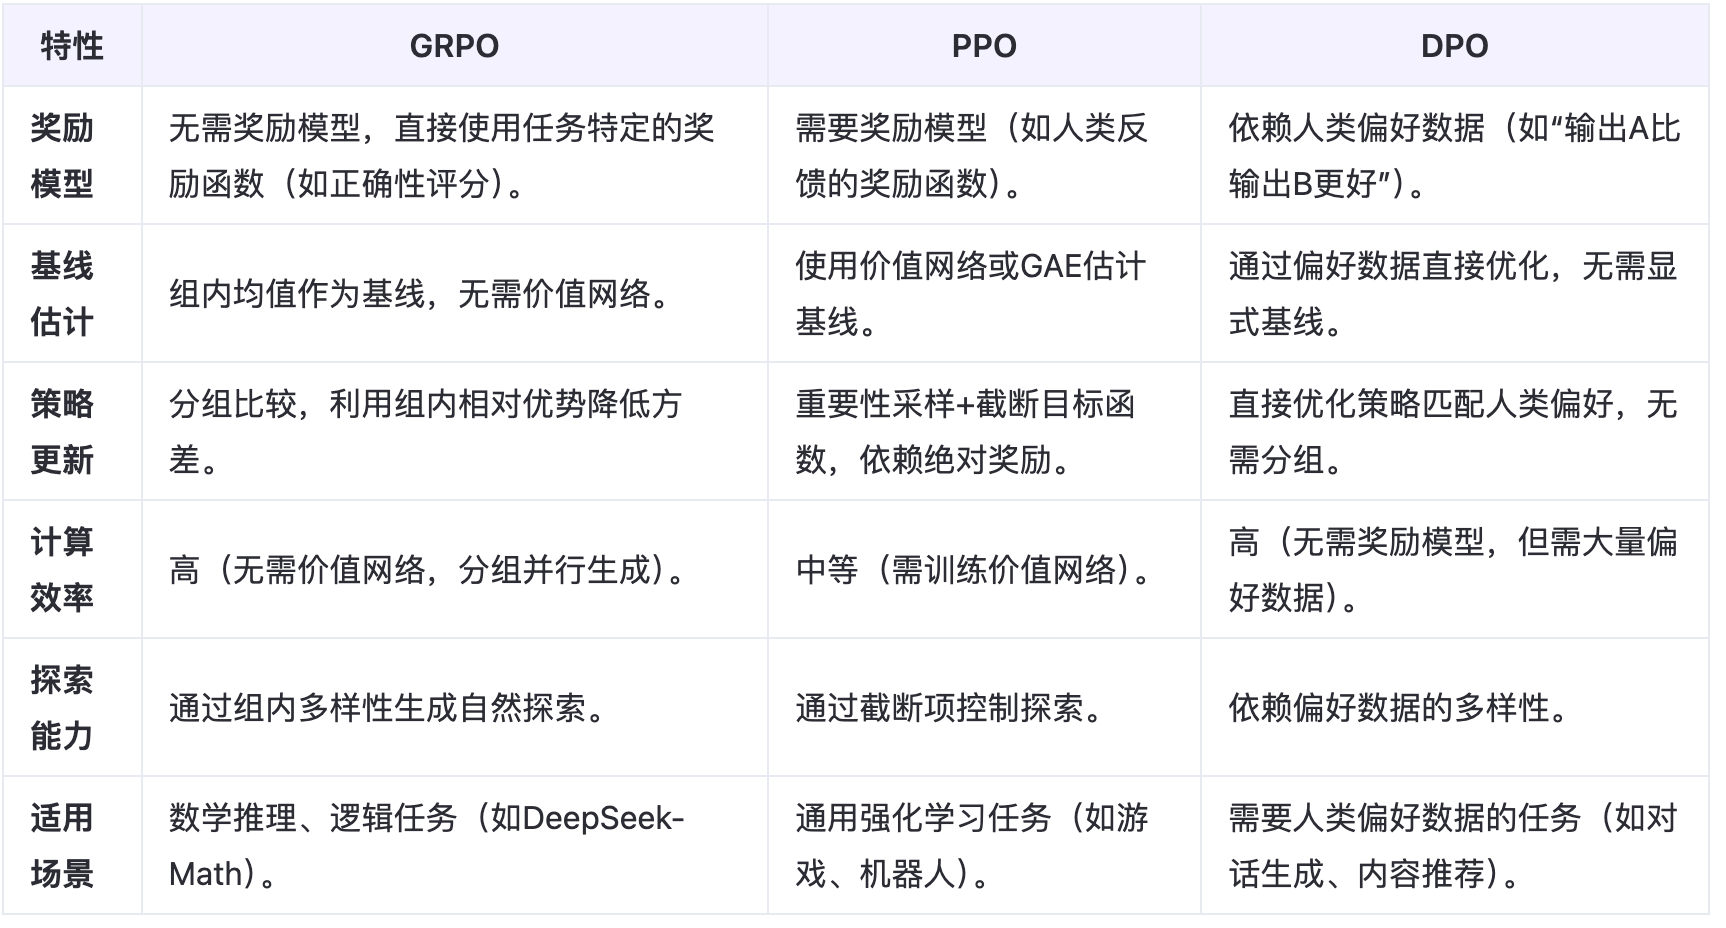 特性 GRPO PPO DPO
奖励模型
无需奖励模型，直接使用任务特定的奖
励函数（如正确性评分）。
需要奖励模型（如人类反
馈的奖励函数）。
依赖人类偏好数据（如“输出A比
输出B更好”）。
基线估计
组内均值作为基线，无需价值网络。
使用价值网络或GAE估计
基线。
通过偏好数据直接优化，无需显
式基线。
策略更新
分组比较，利用组内相对优势降低方
差。
重要性采样+截断目标函
数，依赖绝对奖励。
直接优化策略匹配人类偏好，无
需分组。
计算效率
高（无需价值网络，分组并行生成）。
中等（需训练价值网络）。
高（无需奖励模型，但需大量偏
好数据）。
探索能力
通过组内多样性生成自然探索。
通过截断项控制探索。
依赖偏好数据的多样性。
适用场景
数学推理、逻辑任务（如DeepSeek-
Math）。
通用强化学习任务（如游
戏、机器人）。
需要人类偏好数据的任务（如对
话生成、内容推荐）。